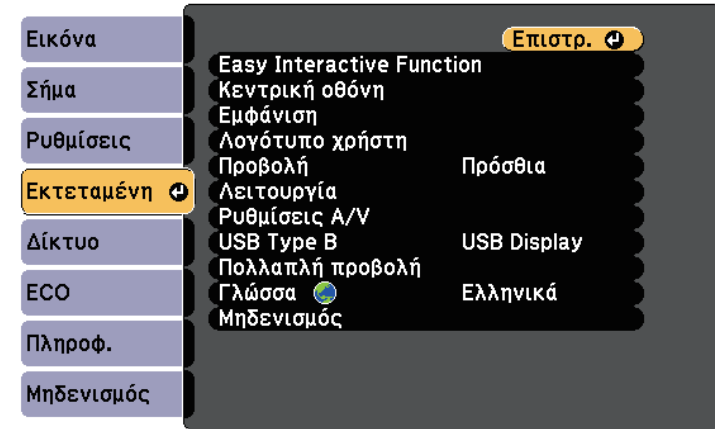 Εικόνα
Σήμα
Ρυθμίσεις
Εκτεταμένη
Δίκτυο
ECO
Πληροφ.
Μηδενισμός
Επιστρ.
Easy Interactive Function
Κεντρική οθόνη
Εμφάνιση
Λογότυπο χρήστη
Προβολή Πρόσθια
Λειτουργία
Ρυθμίσεις A/V
USB Type B USB Display
Πολλαπλή προβολή
Γλώσσα Ελληνικά
Μηδενισμός